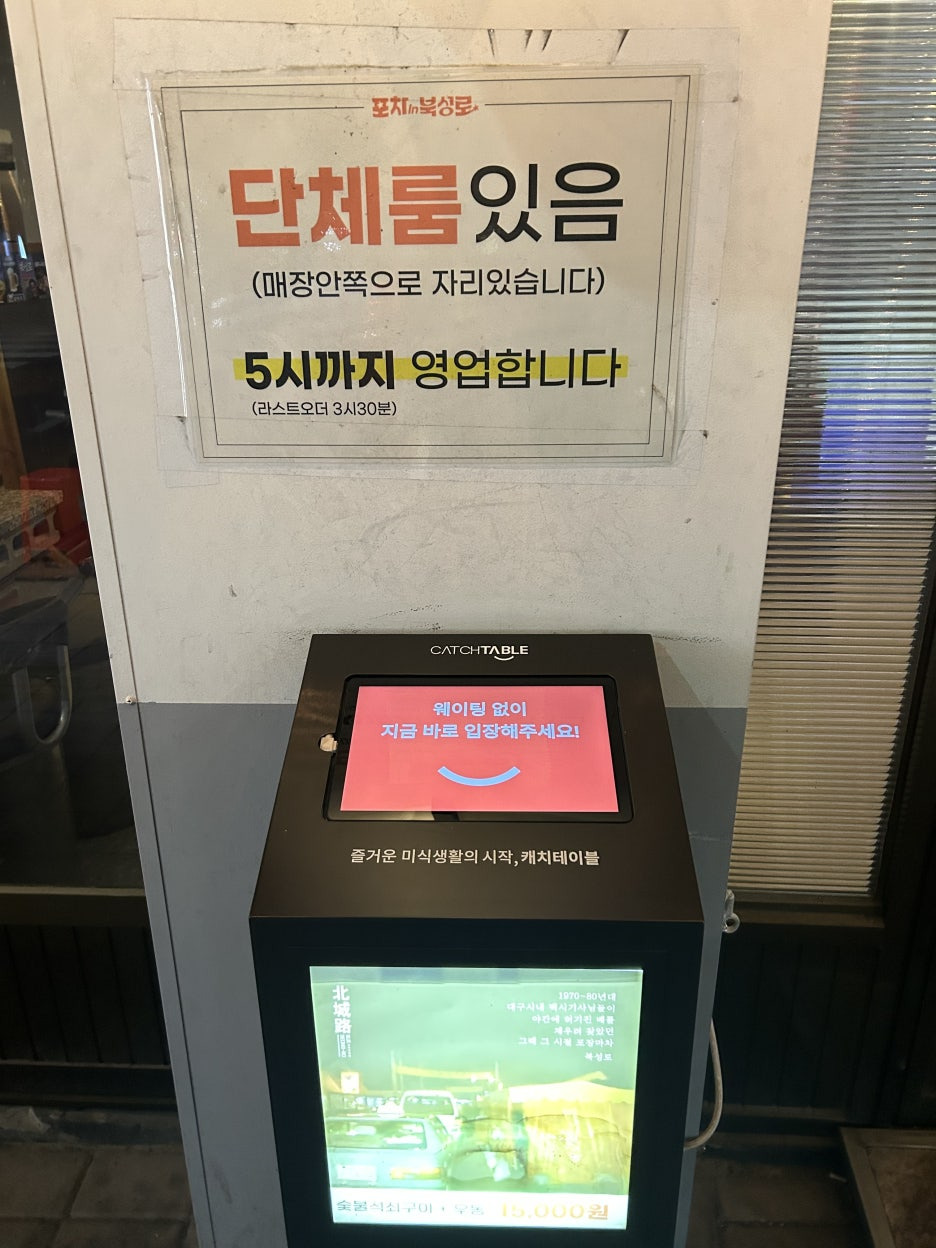 포차in북성로
단체룸있음
(매장안쪽으로 자리있습니다)
5시까지 영업합니다
(라스트오더 3시30분)
CATCHTABLE
웨이팅 없이
지금 바로 입장해주세요!
즐거운 미식생활의 시작, 캐치테이블
北城路
1970-80년대
대구시내 택시기사님들이
야간에 허기진 배를
채우려 찾았던
그때 그 시절 포장마차
북성로
숯불석쇠구이 + 우동 15,000원